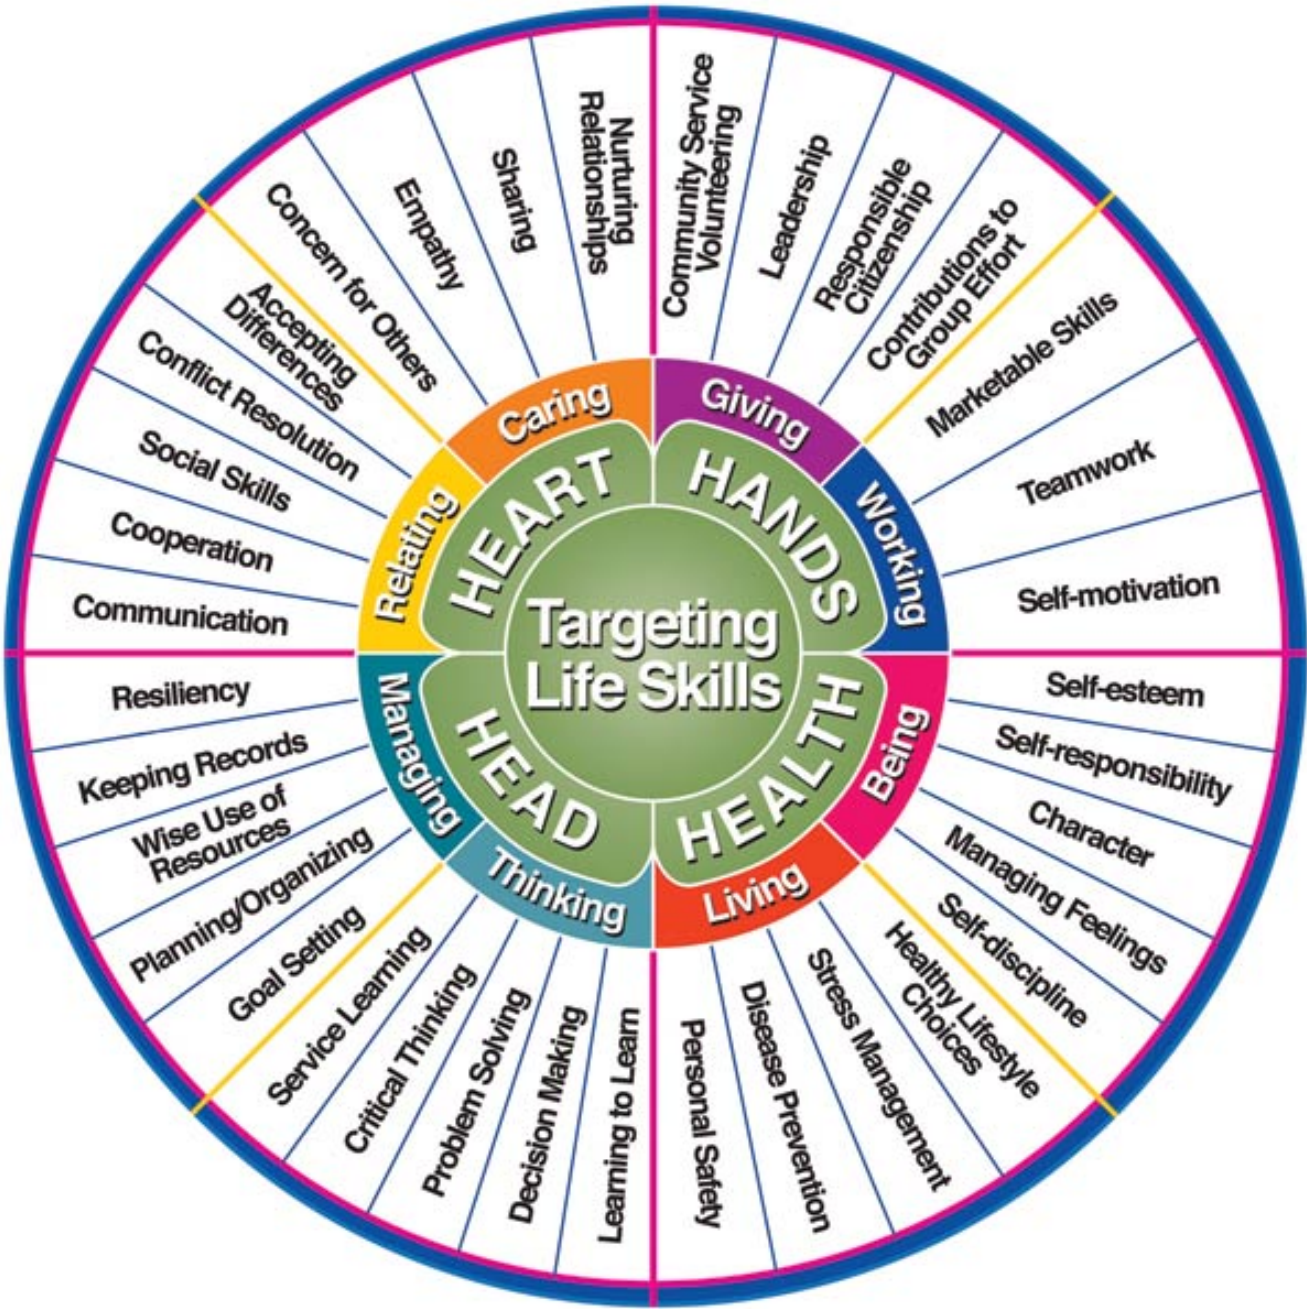 Targeting
Life Skills
HEART
HANDS
HEALTH
HEAD
Caring
Giving
Working
Being
Living
Thinking
Managing
Relating
Community Service
Volunteering
Leadership
Responsible
Citizenship
Contributions to
Group Effort
Marketable Skills
Teamwork
Self-motivation
Self-esteem
Self-responsibility
Character
Managing Feelings
Self-discipline
Healthy Lifestyle
Choices
Stress Management
Disease Prevention
Personal Safety
Learning to Learn
Decision Making
Problem Solving
Critical Thinking
Service Learning
Goal Setting
Planning/Organizing
Wise Use of
Resources
Keeping Records
Resiliency
Communication
Cooperation
Social Skills
Conflict Resolution
Accepting
Differences
Concern for Others
Empathy
Sharing
Nurturing
Relationships